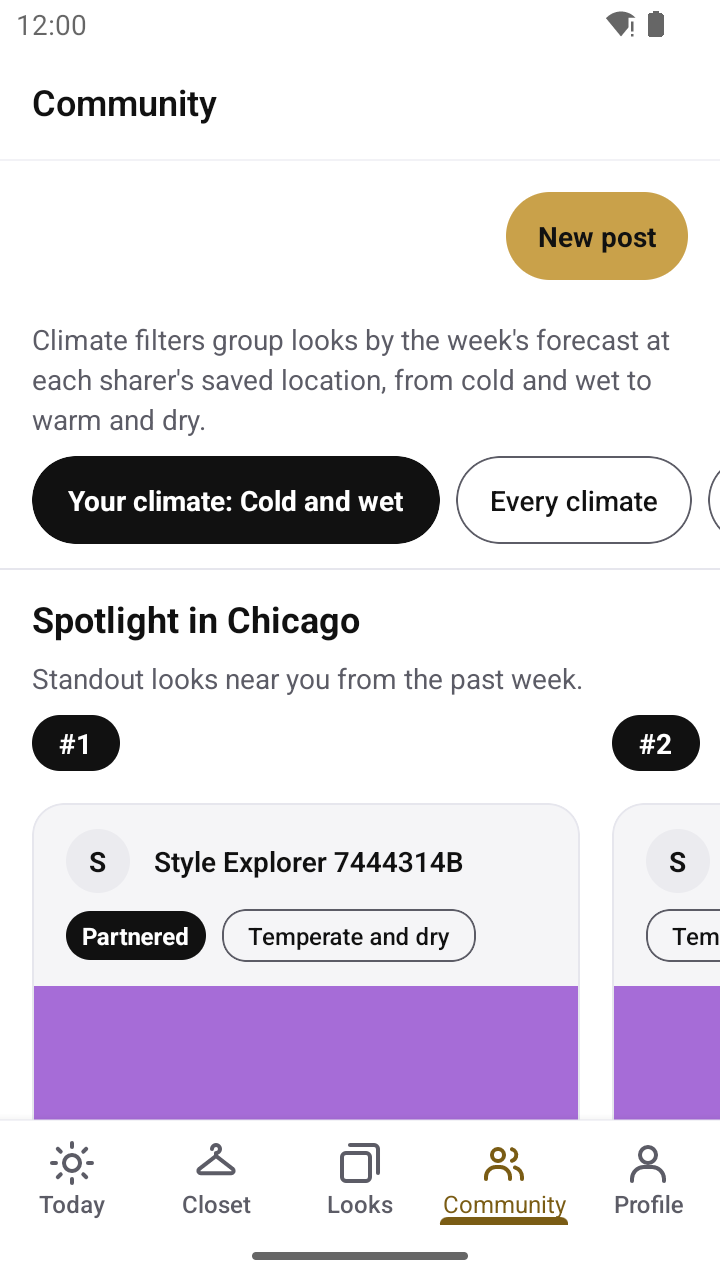 12:00
Community
New post
Climate filters group looks by the week's forecast at
each sharer's saved location, from cold and wet to
warm and dry.
Your climate: Cold and wet
Every climate
Spotlight in Chicago
Standout looks near you from the past week.
#1
#2
S
Style Explorer 7444314B
S
Partnered
Temperate and dry
Tem
Today
Closet
Looks
Community
Profile